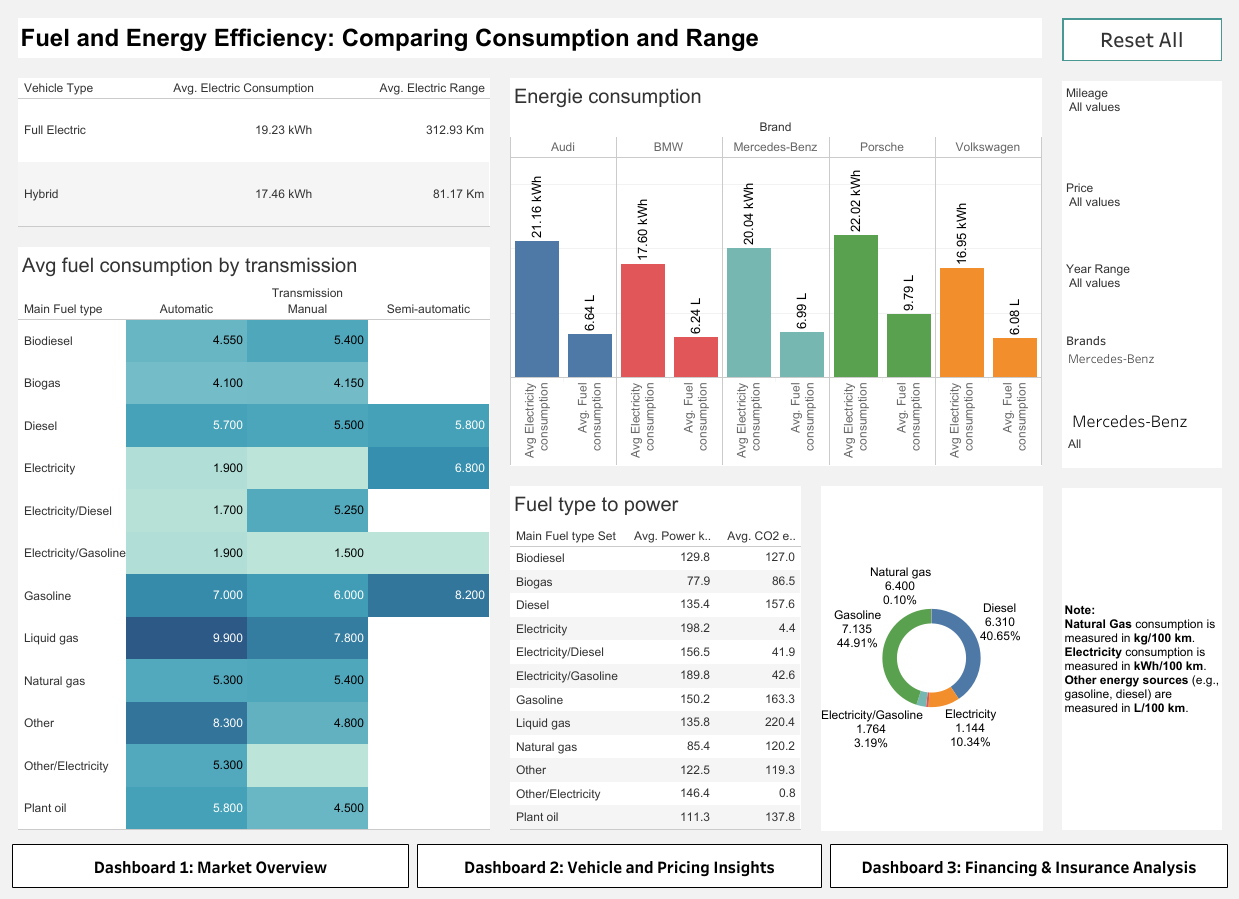 Fuel and Energy Efficiency: Comparing Consumption and Range
Reset All
Vehicle Type Avg. Electric Consumption Avg. Electric Range
Full Electric 19.23 kWh 312.93 Km
Hybrid 17.46 kWh 81.17 Km
Avg fuel consumption by transmission
Transmission
Main Fuel type Automatic Manual Semi-automatic
Biodiesel 4.550 5.400
Biogas 4.100 4.150
Diesel 5.700 5.500 5.800
Electricity 1.900 6.800
Electricity/Diesel 1.700 5.250
Electricity/Gasoline 1.900 1.500
Gasoline 7.000 6.000 8.200
Liquid gas 9.900 7.800
Natural gas 5.300 5.400
Other 8.300 4.800
Other/Electricity 5.300
Plant oil 5.800 4.500
Energie consumption
Brand
Audi BMW Mercedes-Benz Porsche Volkswagen
21.16 kWh 6.64 L 17.60 kWh 6.24 L 20.04 kWh 6.99 L 22.02 kWh 9.79 L 16.95 kWh 6.08 L
Avg Electricity
consumption
Avg. Fuel
consumption
Avg Electricity
consumption
Avg. Fuel
consumption
Avg Electricity
consumption
Avg. Fuel
consumption
Avg Electricity
consumption
Avg. Fuel
consumption
Avg Electricity
consumption
Avg. Fuel
consumption
Fuel type to power
Main Fuel type Set Avg. Power k.. Avg. CO2 e..
Biodiesel 129.8 127.0
Biogas 77.9 86.5
Diesel 135.4 157.6
Electricity 198.2 4.4
Electricity/Diesel 156.5 41.9
Electricity/Gasoline 189.8 42.6
Gasoline 150.2 163.3
Liquid gas 135.8 220.4
Natural gas 85.4 120.2
Other 122.5 119.3
Other/Electricity 146.4 0.8
Plant oil 111.3 137.8
Natural gas
6.400
0.10%
Diesel
6.310
40.65%
Gasoline
7.135
44.91%
Electricity/Gasoline
1.764
3.19%
Electricity
1.144
10.34%
Mileage
All values
Price
All values
Year Range
All values
Brands
Mercedes-Benz
Mercedes-Benz
All
Note:
Natural Gas consumption is
measured in kg/100 km.
Electricity consumption is
measured in kWh/100 km.
Other energy sources (e.g.,
gasoline, diesel) are
measured in L/100 km.
Dashboard 1: Market Overview
Dashboard 2: Vehicle and Pricing Insights
Dashboard 3: Financing & Insurance Analysis